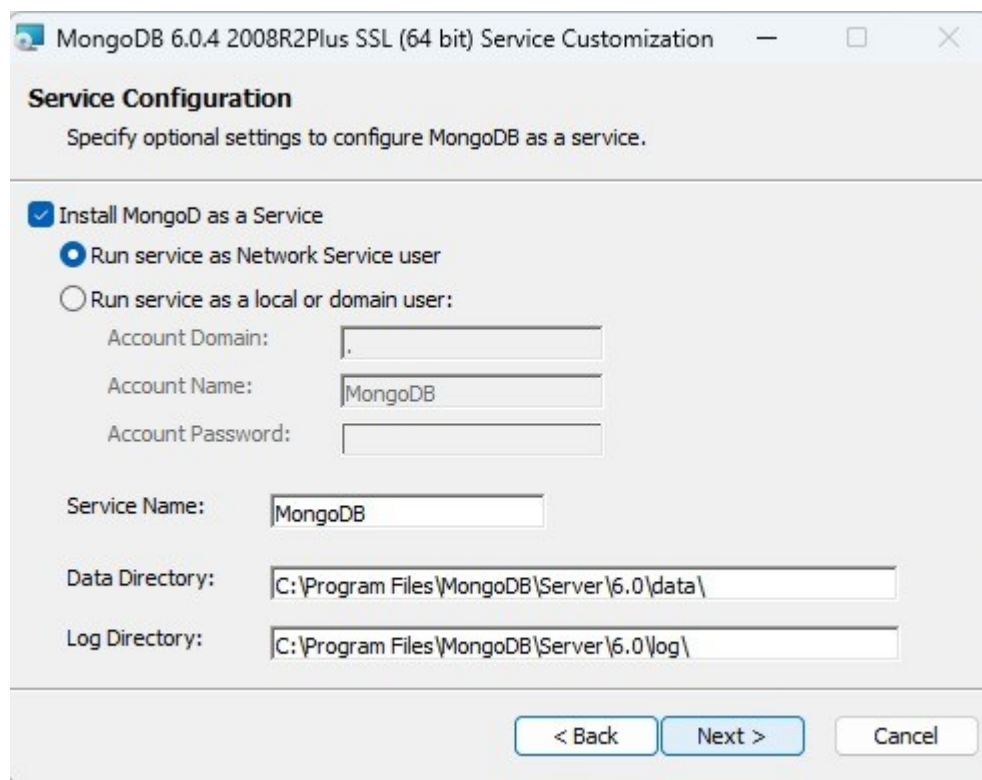 MongoDB 6.0.4 2008R2Plus SSL (64 bit) Service Customization
Service Configuration
Specify optional settings to configure MongoDB as a service.
Install MongoD as a Service
Run service as Network Service user
Run service as a local or domain user:
Account Domain: .
Account Name: MongoDB
Account Password:
Service Name: MongoDB
Data Directory: C:\Program Files\MongoDB\Server\6.0\data\
Log Directory: C:\Program Files\MongoDB\Server\6.0\log\
< Back Next > Cancel